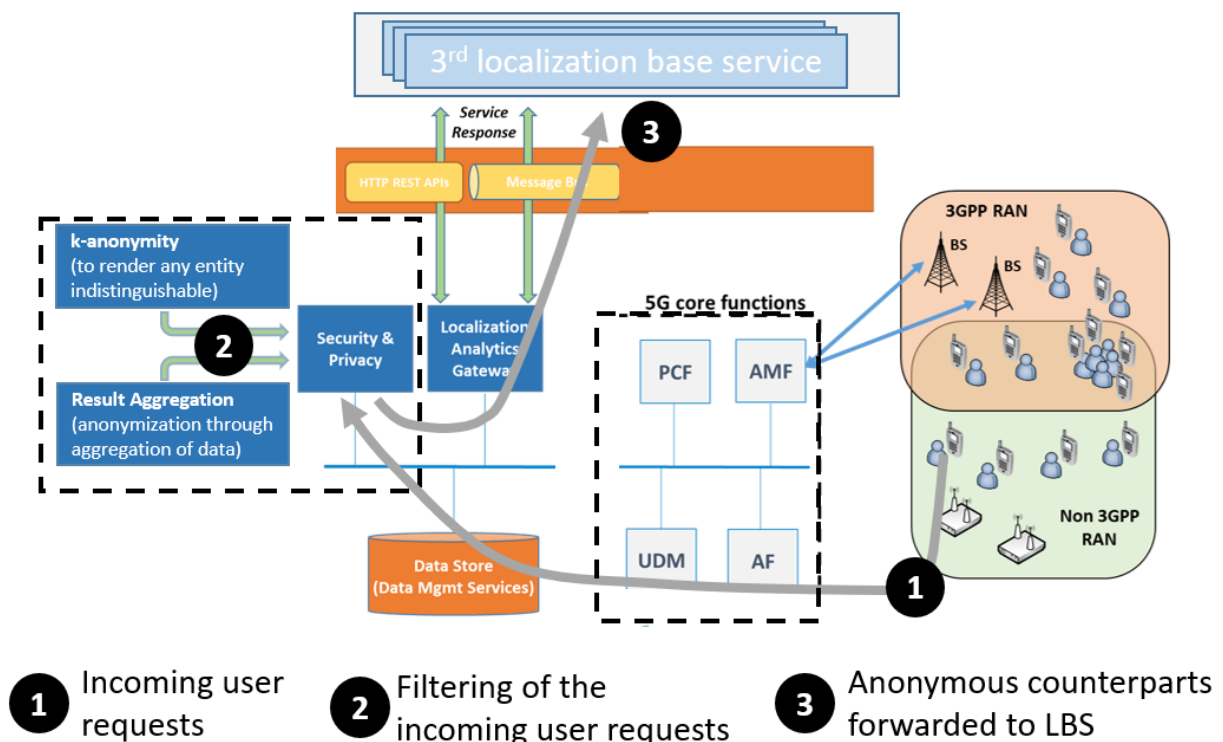 3rd localization base service
Service
Response
3
HTTP REST APIs
Message Bus
k-anonymity
(to render any entity
indistinguishable)
2
Result Aggregation
(anonymization through
aggregation of data)
Security &
Privacy
Localization
Analytics
Gateway
Data Store
(Data Mgmt Services)
5G core functions
PCF
AMF
UDM
AF
3GPP RAN
BS
BS
Non 3GPP
RAN
1
1
Incoming user
requests
2
Filtering of the
incoming user requests
3
Anonymous counterparts
forwarded to LBS